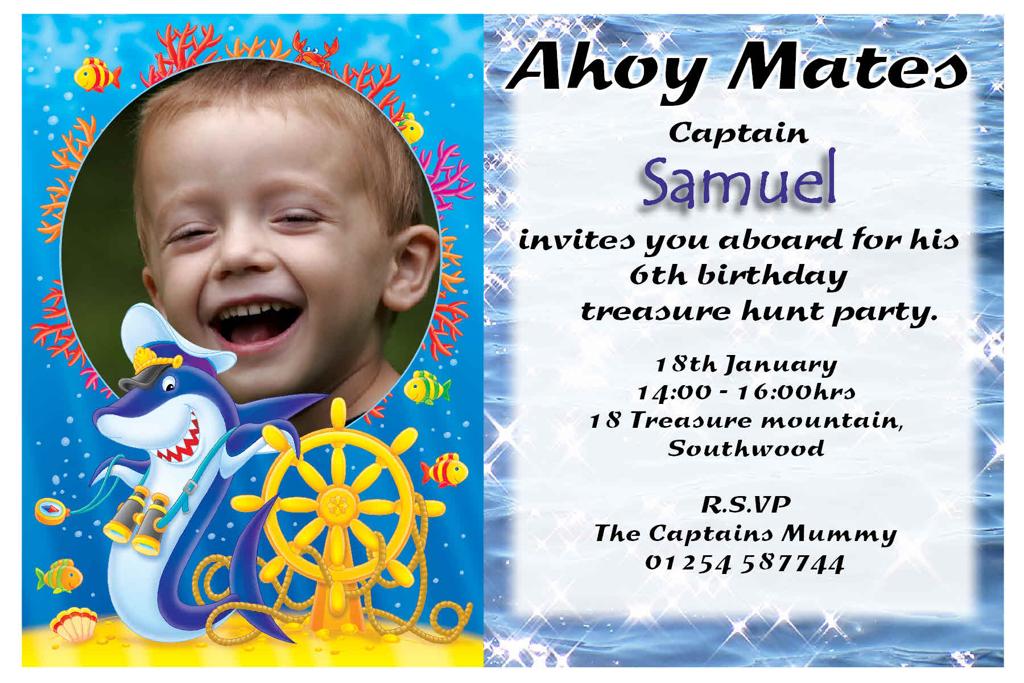 Ahoy Mates
Captain
Samuel
invites you aboard for his
6th birthday
treasure hunt party.
18th January
14:00 - 16:00hrs
18 Treasure mountain,
Southwood
R.S.VP
The Captains Mummy
01254 587744